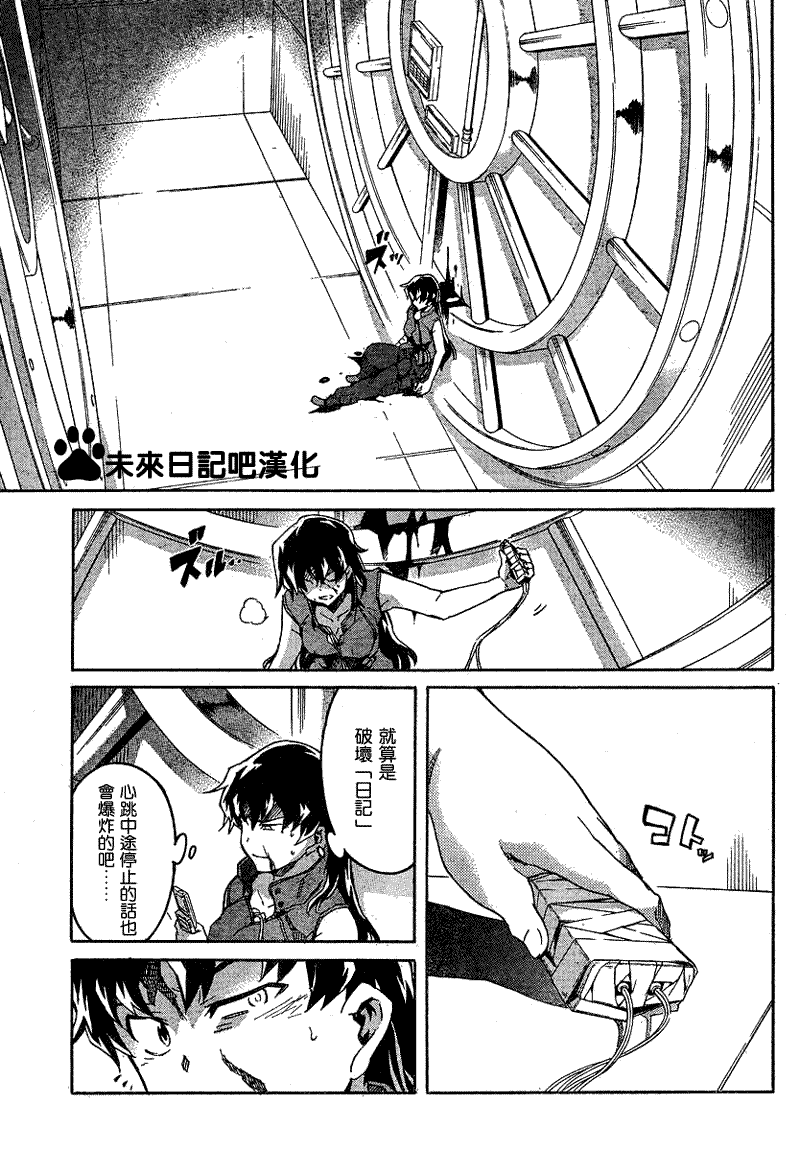 ズッ
未來日記吧漢化
ズル…
コトッ
就算是
破壞「日記」
心跳中途停止的話也
會爆炸的吧……